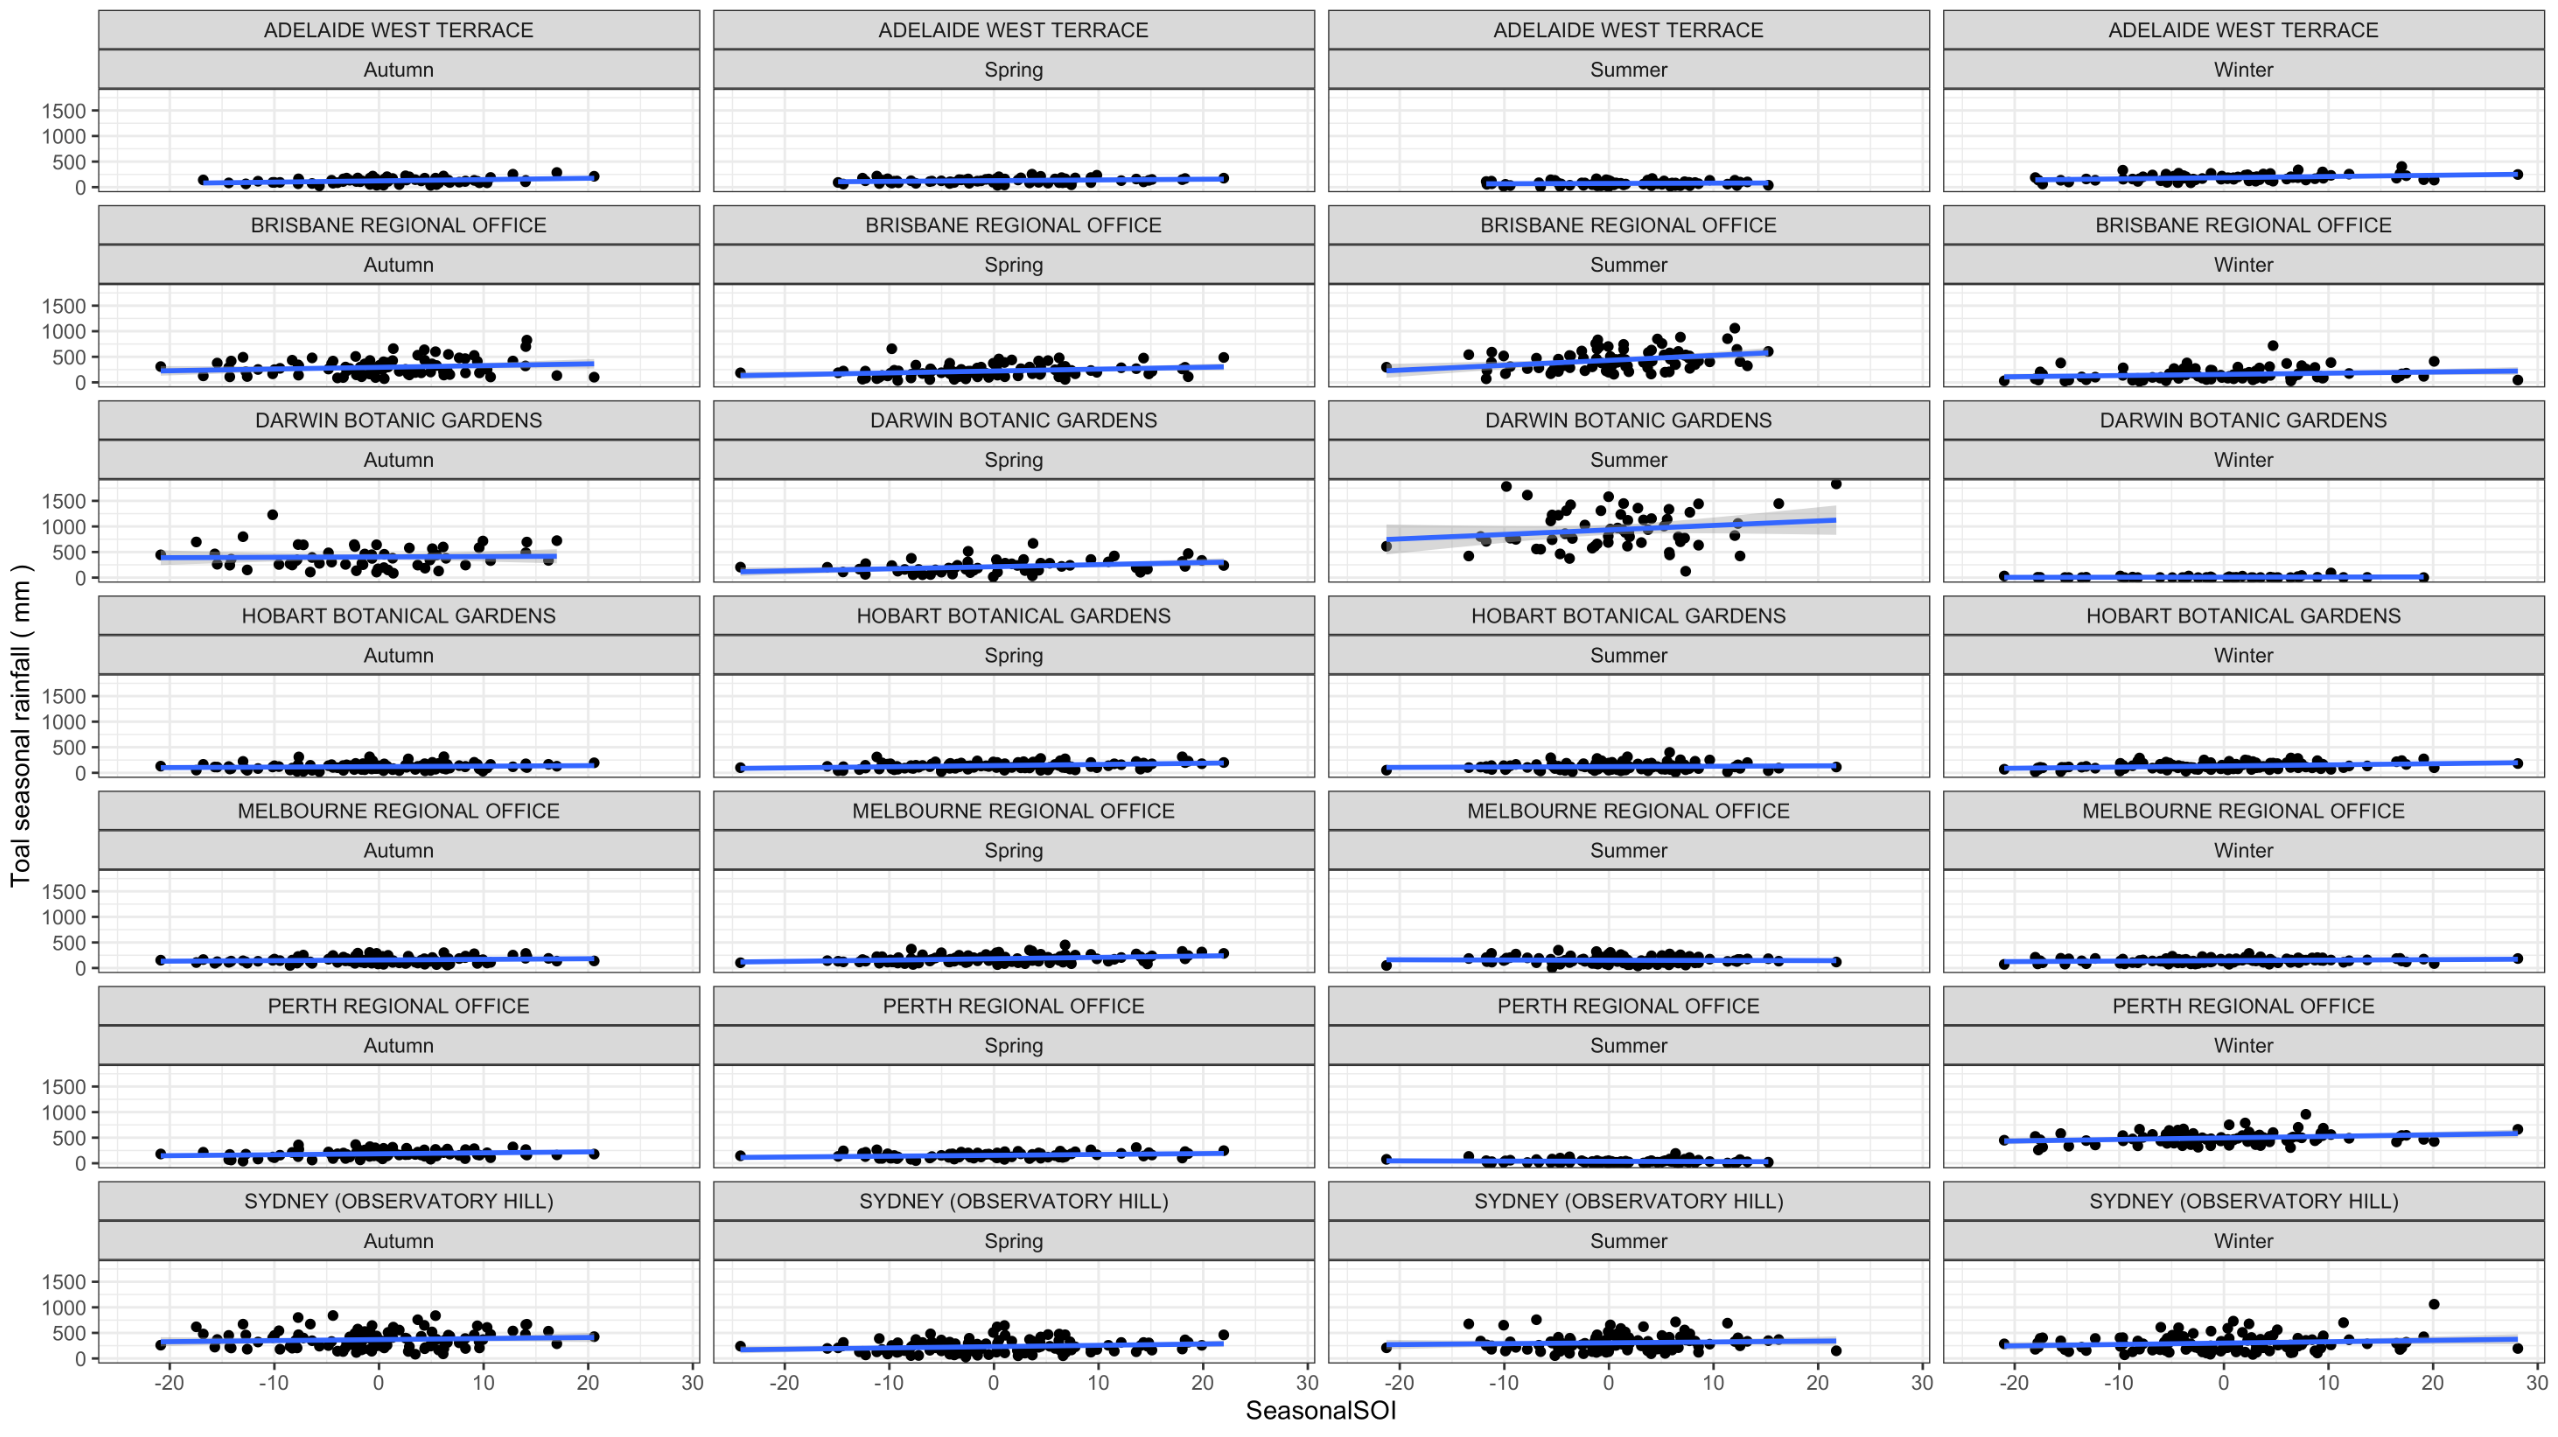 ADELAIDE WEST TERRACE ADELAIDE WEST TERRACE ADELAIDE WEST TERRACE ADELAIDE WEST TERRACE
Autumn Spring Summer Winter
1500
1000
500
0
BRISBANE REGIONAL OFFICE BRISBANE REGIONAL OFFICE BRISBANE REGIONAL OFFICE BRISBANE REGIONAL OFFICE
Autumn Spring Summer Winter
1500
1000
500
0
DARWIN BOTANIC GARDENS DARWIN BOTANIC GARDENS DARWIN BOTANIC GARDENS DARWIN BOTANIC GARDENS
Autumn Spring Summer Winter
1500
1000
500
0
HOBART BOTANICAL GARDENS HOBART BOTANICAL GARDENS HOBART BOTANICAL GARDENS HOBART BOTANICAL GARDENS
Autumn Spring Summer Winter
1500
1000
500
0
MELBOURNE REGIONAL OFFICE MELBOURNE REGIONAL OFFICE MELBOURNE REGIONAL OFFICE MELBOURNE REGIONAL OFFICE
Autumn Spring Summer Winter
1500
1000
500
0
PERTH REGIONAL OFFICE PERTH REGIONAL OFFICE PERTH REGIONAL OFFICE PERTH REGIONAL OFFICE
Autumn Spring Summer Winter
1500
1000
500
0
SYDNEY (OBSERVATORY HILL) SYDNEY (OBSERVATORY HILL) SYDNEY (OBSERVATORY HILL) SYDNEY (OBSERVATORY HILL)
Autumn Spring Summer Winter
1500
1000
500
0
-20 -10 0 10 20 30 -20 -10 0 10 20 30 -20 -10 0 10 20 30 -20 -10 0 10 20 30
SeasonalSOI
Toal seasonal rainfall ( mm )